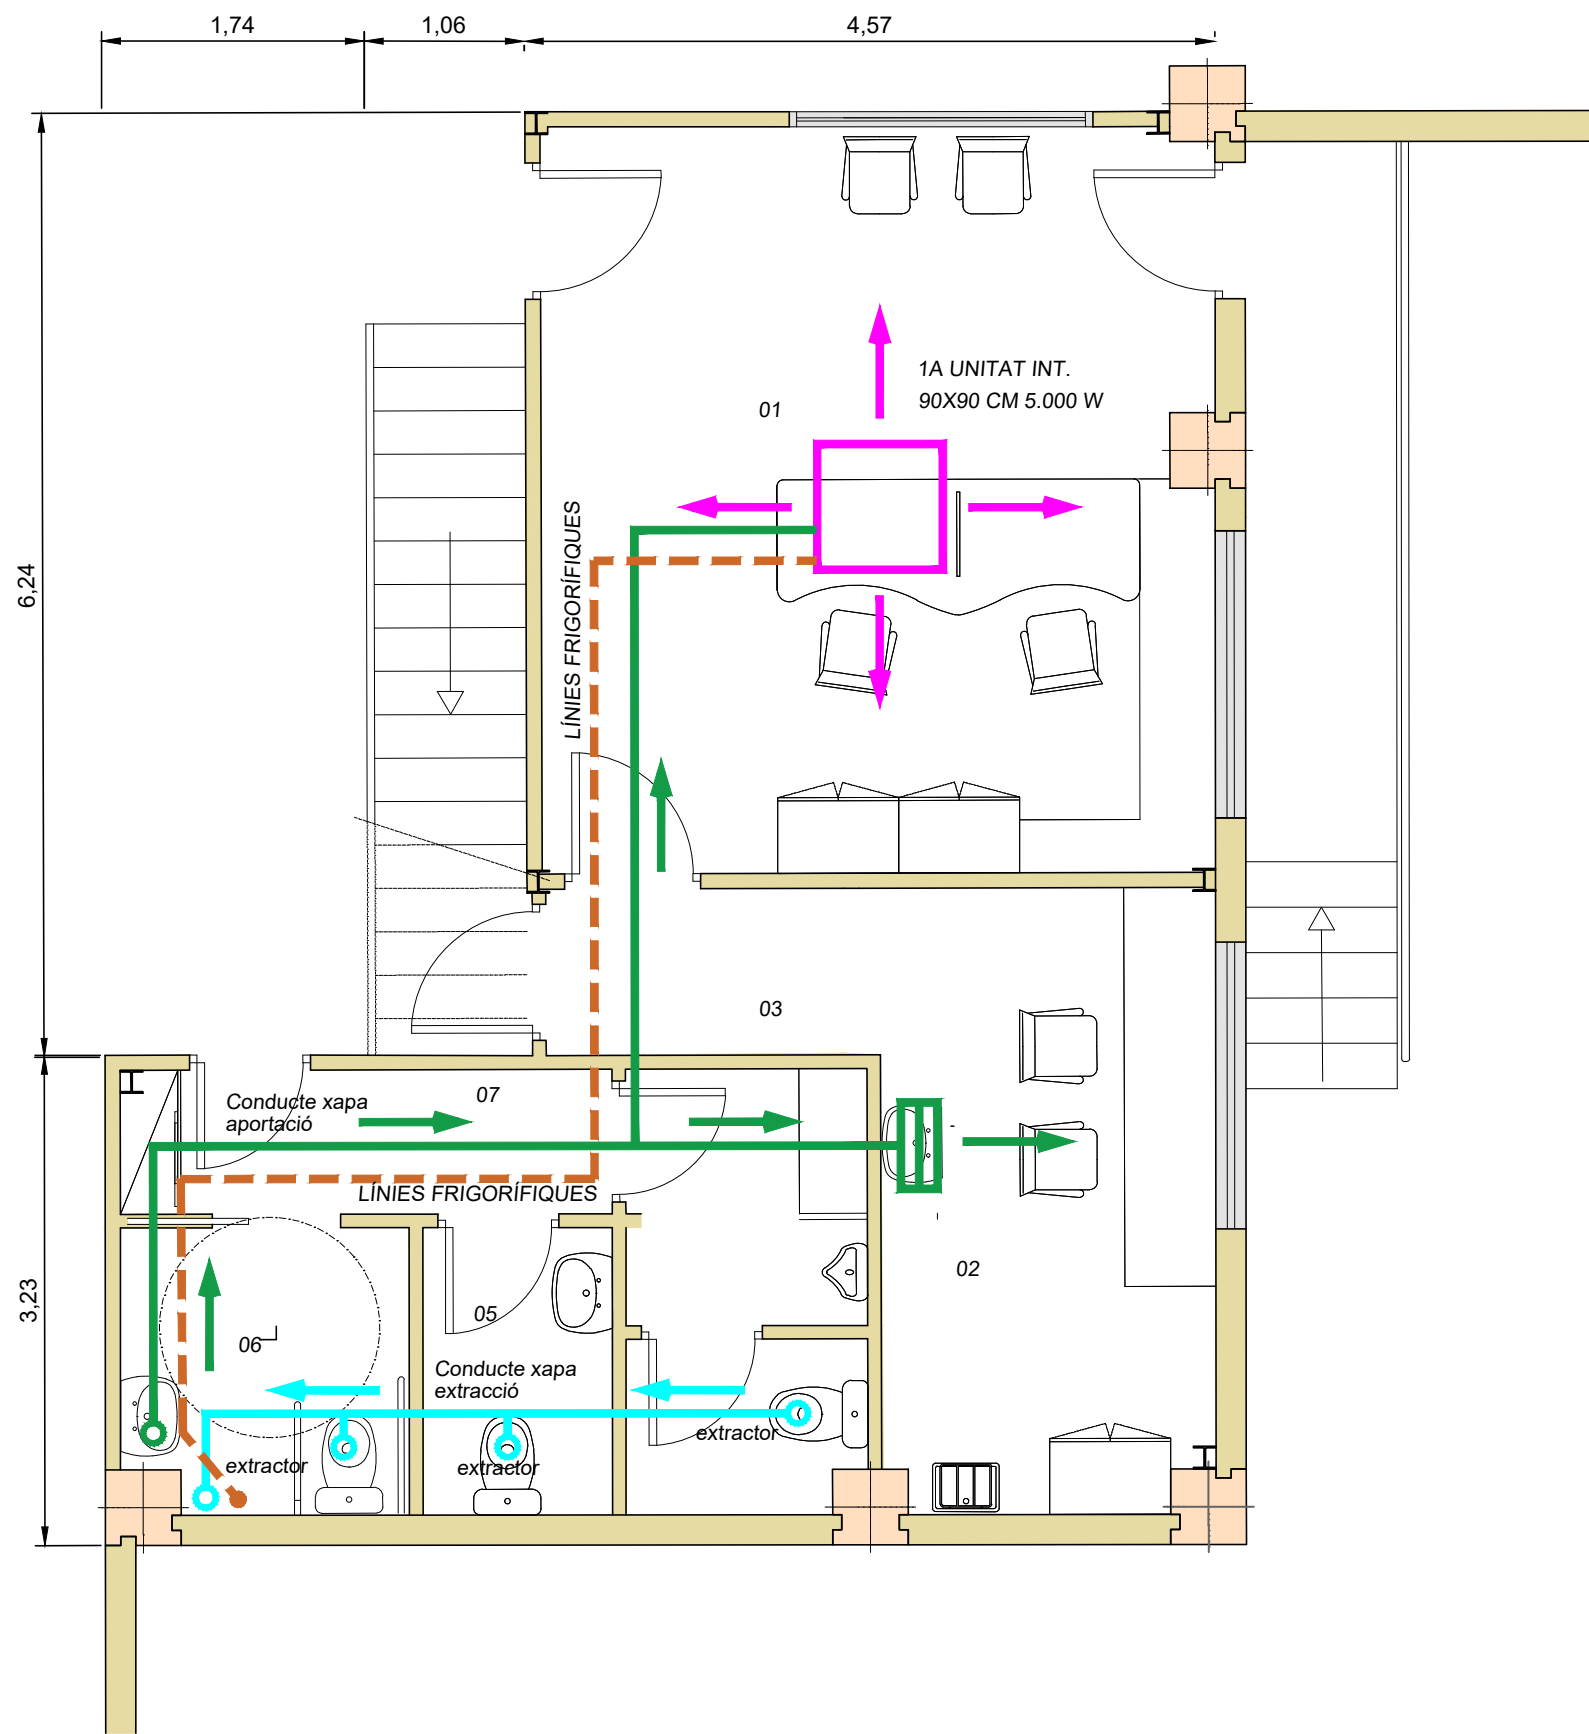 1,74
1,06
4,57
1A UNITAT INT.
90X90 CM 5.000 W
01
LÍNIES FRIGORÍFIQUES
6,24
03
07
Conducte xapa
aportació
LÍNIES FRIGORÍFIQUES
02
3,23
05
06
Conducte xapa
extracció
extractor
extractor
extractor